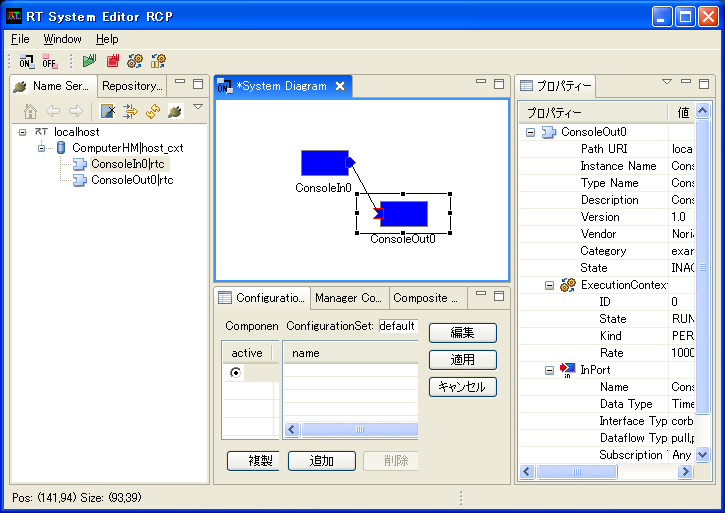 RT System Editor RCP
File Window Help
ON OFF
Name Ser... Repository...
RT localhost
ComputerHM|host_cxt
ConsoleIn0|rtc
ConsoleOut0|rtc
ON *System Diagram
ConsoleIn0
ConsoleOut0
Configuratio... Manager Co... Composite ...
Componen ConfigurationSet: default
active name
編集
適用
キャンセル
複製 追加 削除
プロパティー
プロパティー 値
ConsoleOut0
Path URI loca
Instance Name Cons
Type Name Cons
Description Cons
Version 1.0
Vendor Noria
Category exar
State INAC
ExecutionContext
ID 0
State RUN
Kind PER
Rate 1000
InPort
Name Cons
Data Type Time
Interface Typ corb
Dataflow Typ pull,p
Subscription Any
Pos: (141,94) Size: (93,39)